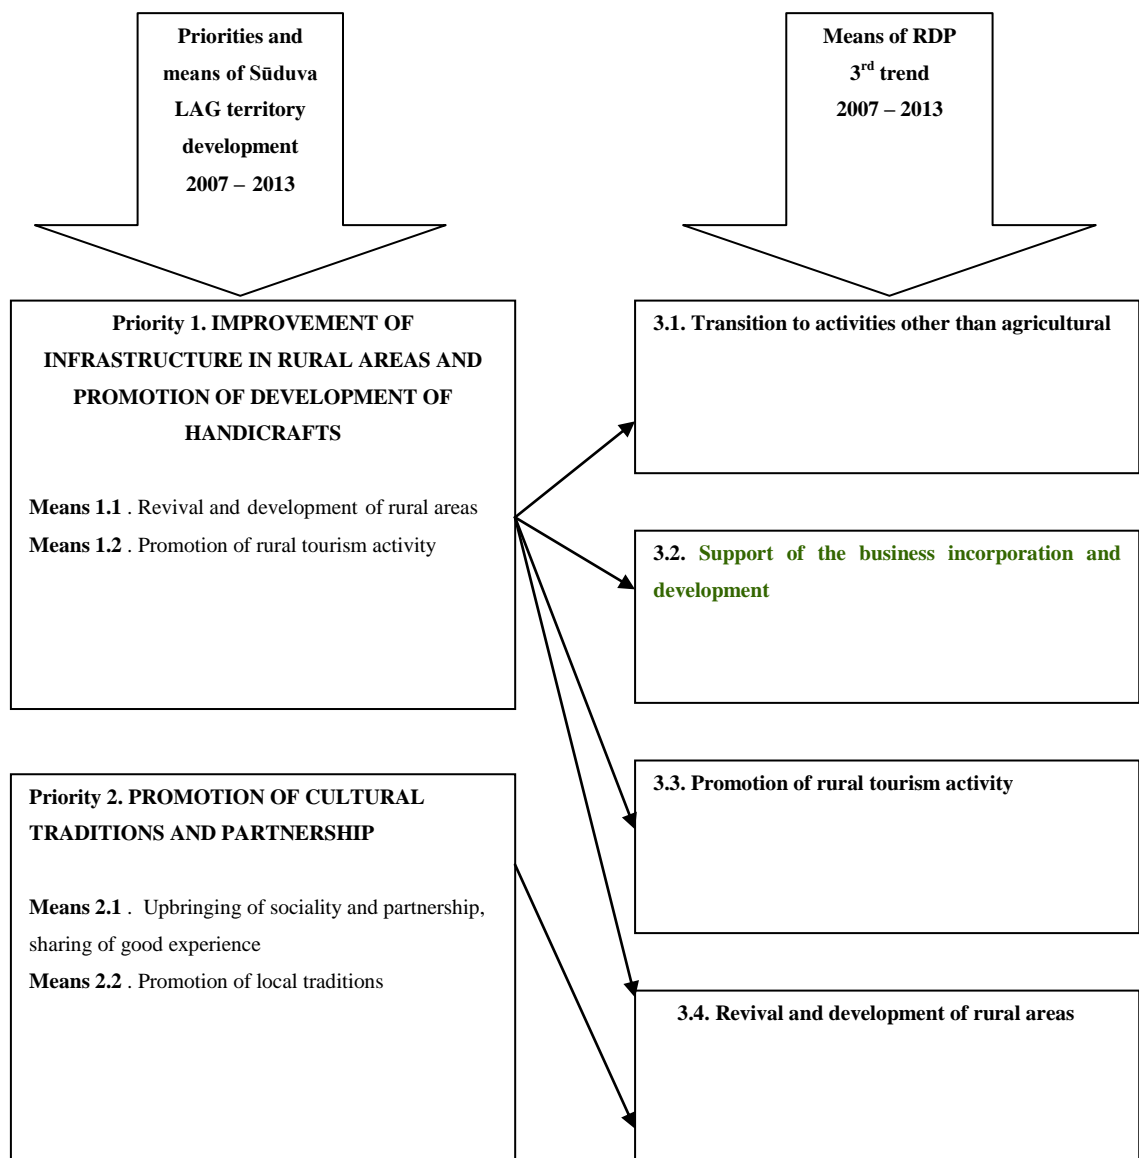 Priorities and
means of Sūduva
LAG territory
development
2007 – 2013
Means of RDP
3rd trend
2007 – 2013
Priority 1. IMPROVEMENT OF
INFRASTRUCTURE IN RURAL AREAS AND
PROMOTION OF DEVELOPMENT OF
HANDICRAFTS
Means 1.1 . Revival and development of rural areas
Means 1.2 . Promotion of rural tourism activity
Priority 2. PROMOTION OF CULTURAL
TRADITIONS AND PARTNERSHIP
Means 2.1 . Upbringing of sociality and partnership,
sharing of good experience
Means 2.2 . Promotion of local traditions
3.1. Transition to activities other than agricultural
3.2. Support of the business incorporation and
development
3.3. Promotion of rural tourism activity
3.4. Revival and development of rural areas